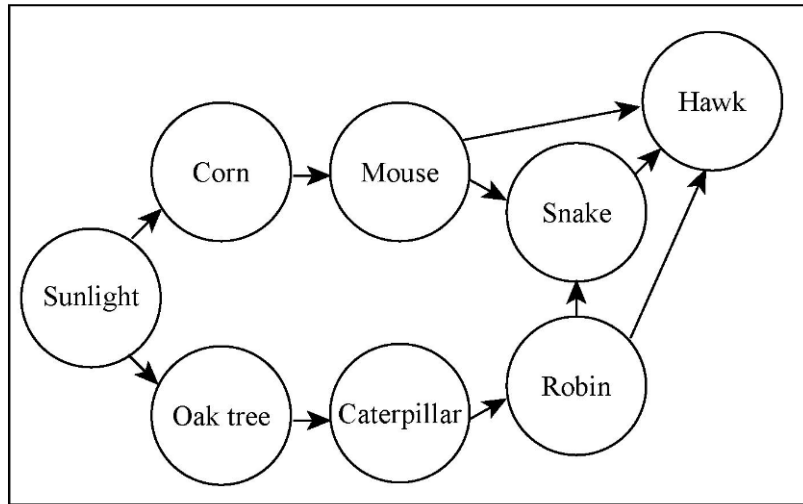 Hawk
Corn
Mouse
Snake
Sunlight
Oak tree
Caterpillar
Robin